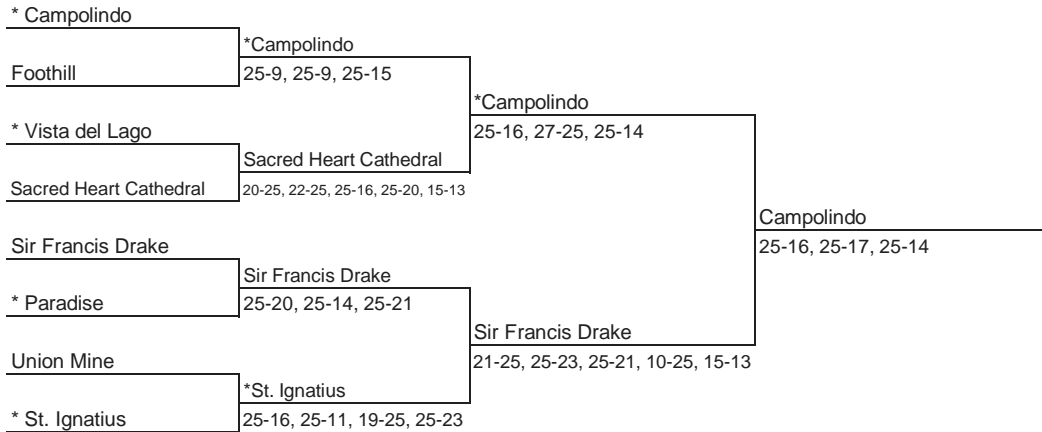 * Campolindo
*Campolindo
Foothill
25-9, 25-9, 25-15
*Campolindo
* Vista del Lago
25-16, 27-25, 25-14
Sacred Heart Cathedral
Sacred Heart Cathedral
20-25, 22-25, 25-16, 25-20, 15-13
Campolindo
Sir Francis Drake
25-16, 25-17, 25-14
Sir Francis Drake
* Paradise
25-20, 25-14, 25-21
Sir Francis Drake
Union Mine
21-25, 25-23, 25-21, 10-25, 15-13
*St. Ignatius
* St. Ignatius
25-16, 25-11, 19-25, 25-23